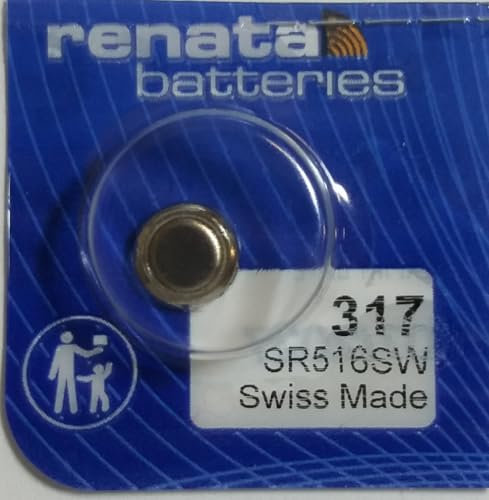 renata
batteries
317
SR516SW
Swiss Made